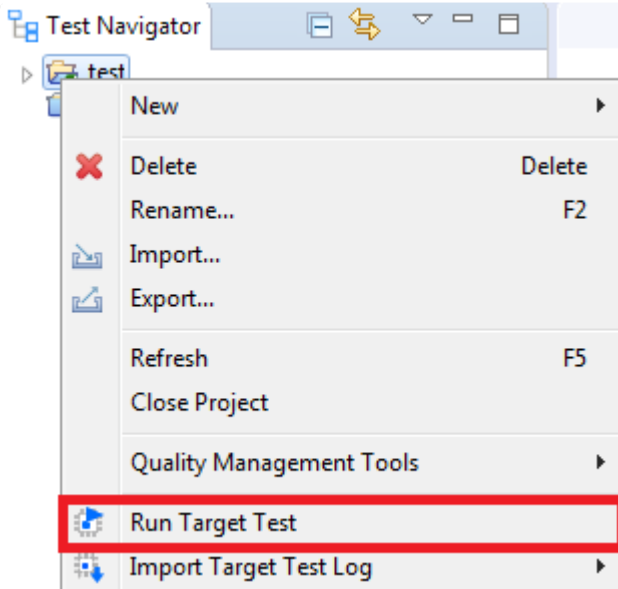 Test Navigator
test
New
Delete Delete
Rename... F2
Import...
Export...
Refresh F5
Close Project
Quality Management Tools
Run Target Test
Import Target Test Log